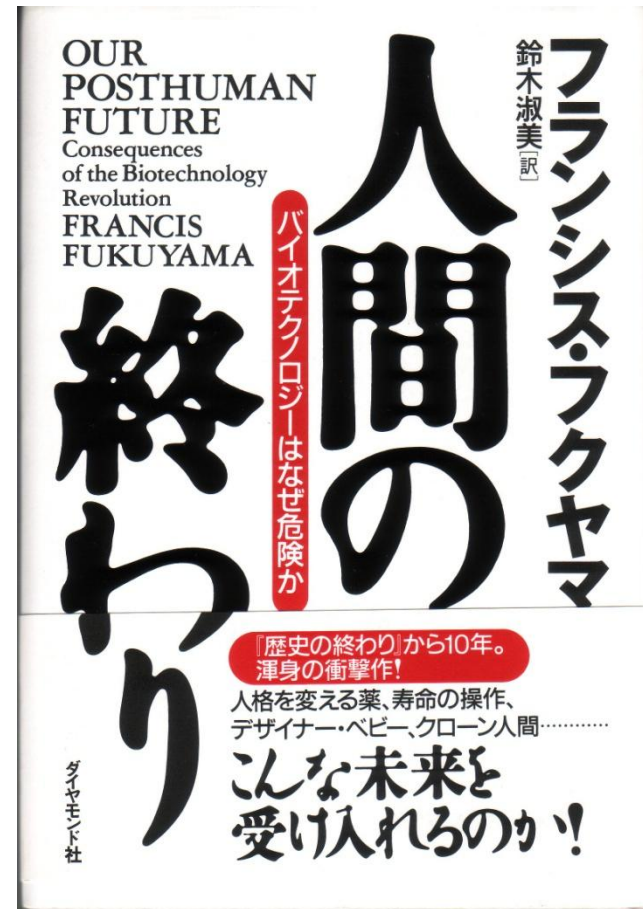 フランシス・フクヤマ
鈴木淑美[訳]
人間の
終わり
バイオテクノロジーはなぜ危険か
OUR
POSTHUMAN
FUTURE
Consequences
of the Biotechnology
Revolution
FRANCIS
FUKUYAMA
『歴史の終わり』から10年。
渾身の衝撃作!
人格を変える薬、寿命の操作、
デザイナー・ベビー、クローン人間…………
こんな未来を
受け入れるのか!
ダイヤモンド社